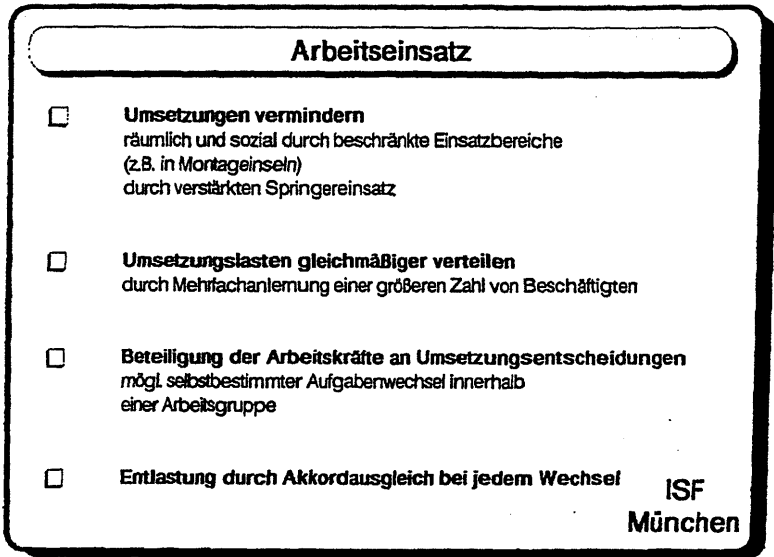 Arbeitseinsatz
Umsetzungen vermindern
räumlich und sozial durch beschränkte Einsatzbereiche
(z.B. in Montageinseln)
durch verstärkten Springereinsatz
Umsetzungslasten gleichmäßiger verteilen
durch Mehrfachanlernung einer größeren Zahl von Beschäftigten
Beteiligung der Arbeitskräfte an Umsetzungsentscheidungen
mögl. selbstbestimmter Aufgabenwechsel innerhalb
einer Arbeitsgruppe
Entlastung durch Akkordausgleich bei jedem Wechsel
ISF
München